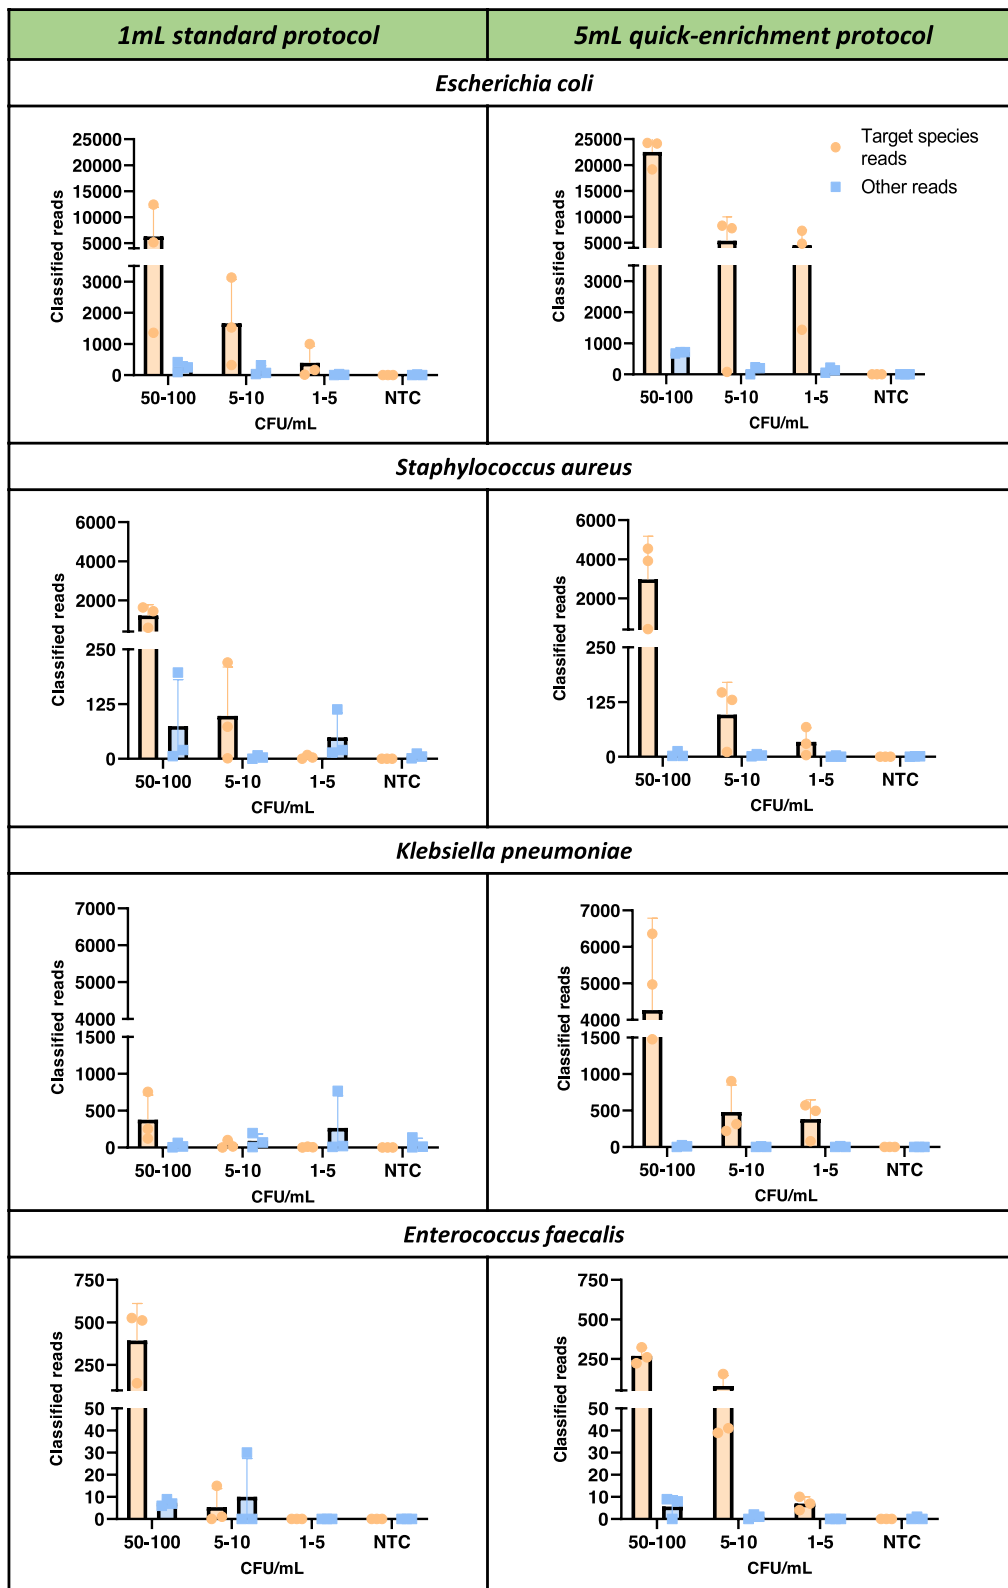 1mL standard protocol
5mL quick-enrichment protocol
Escherichia coli
Classified reads
25000
20000
15000
10000
5000
3000
2000
1000
0
50-100
5-10
1-5
NTC
CFU/mL
Classified reads
25000
20000
15000
10000
5000
3000
2000
1000
0
50-100
5-10
1-5
NTC
CFU/mL
Target species
reads
Other reads
Staphylococcus aureus
Classified reads
6000
4000
2000
250
125
0
50-100
5-10
1-5
NTC
CFU/mL
Classified reads
6000
4000
2000
250
125
0
50-100
5-10
1-5
NTC
CFU/mL
Klebsiella pneumoniae
Classified reads
7000
6000
5000
4000
1500
1000
500
0
50-100
5-10
1-5
NTC
CFU/mL
Classified reads
7000
6000
5000
4000
1500
1000
500
0
50-100
5-10
1-5
NTC
CFU/mL
Enterococcus faecalis
Classified reads
750
500
250
50
40
30
20
10
0
50-100
5-10
1-5
NTC
CFU/mL
Classified reads
750
500
250
50
40
30
20
10
0
50-100
5-10
1-5
NTC
CFU/mL